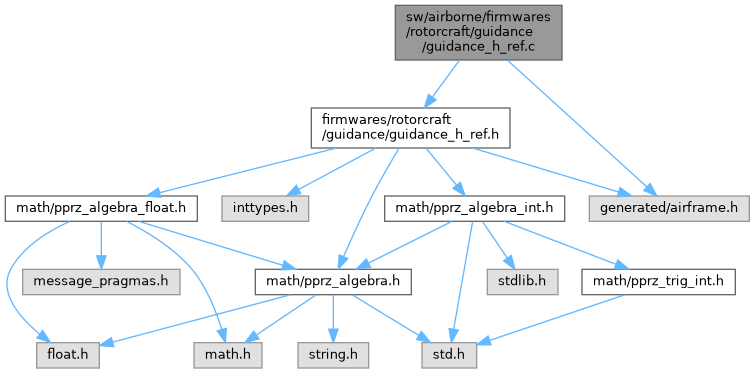 sw/airborne/firmwares
/rotorcraft/guidance
/guidance_h_ref.c
firmwares/rotorcraft
/guidance/guidance_h_ref.h
math/pprz_algebra_float.h
inttypes.h
math/pprz_algebra_int.h
generated/airframe.h
message_pragmas.h
math/pprz_algebra.h
stdlib.h
math/pprz_trig_int.h
float.h
math.h
string.h
std.h